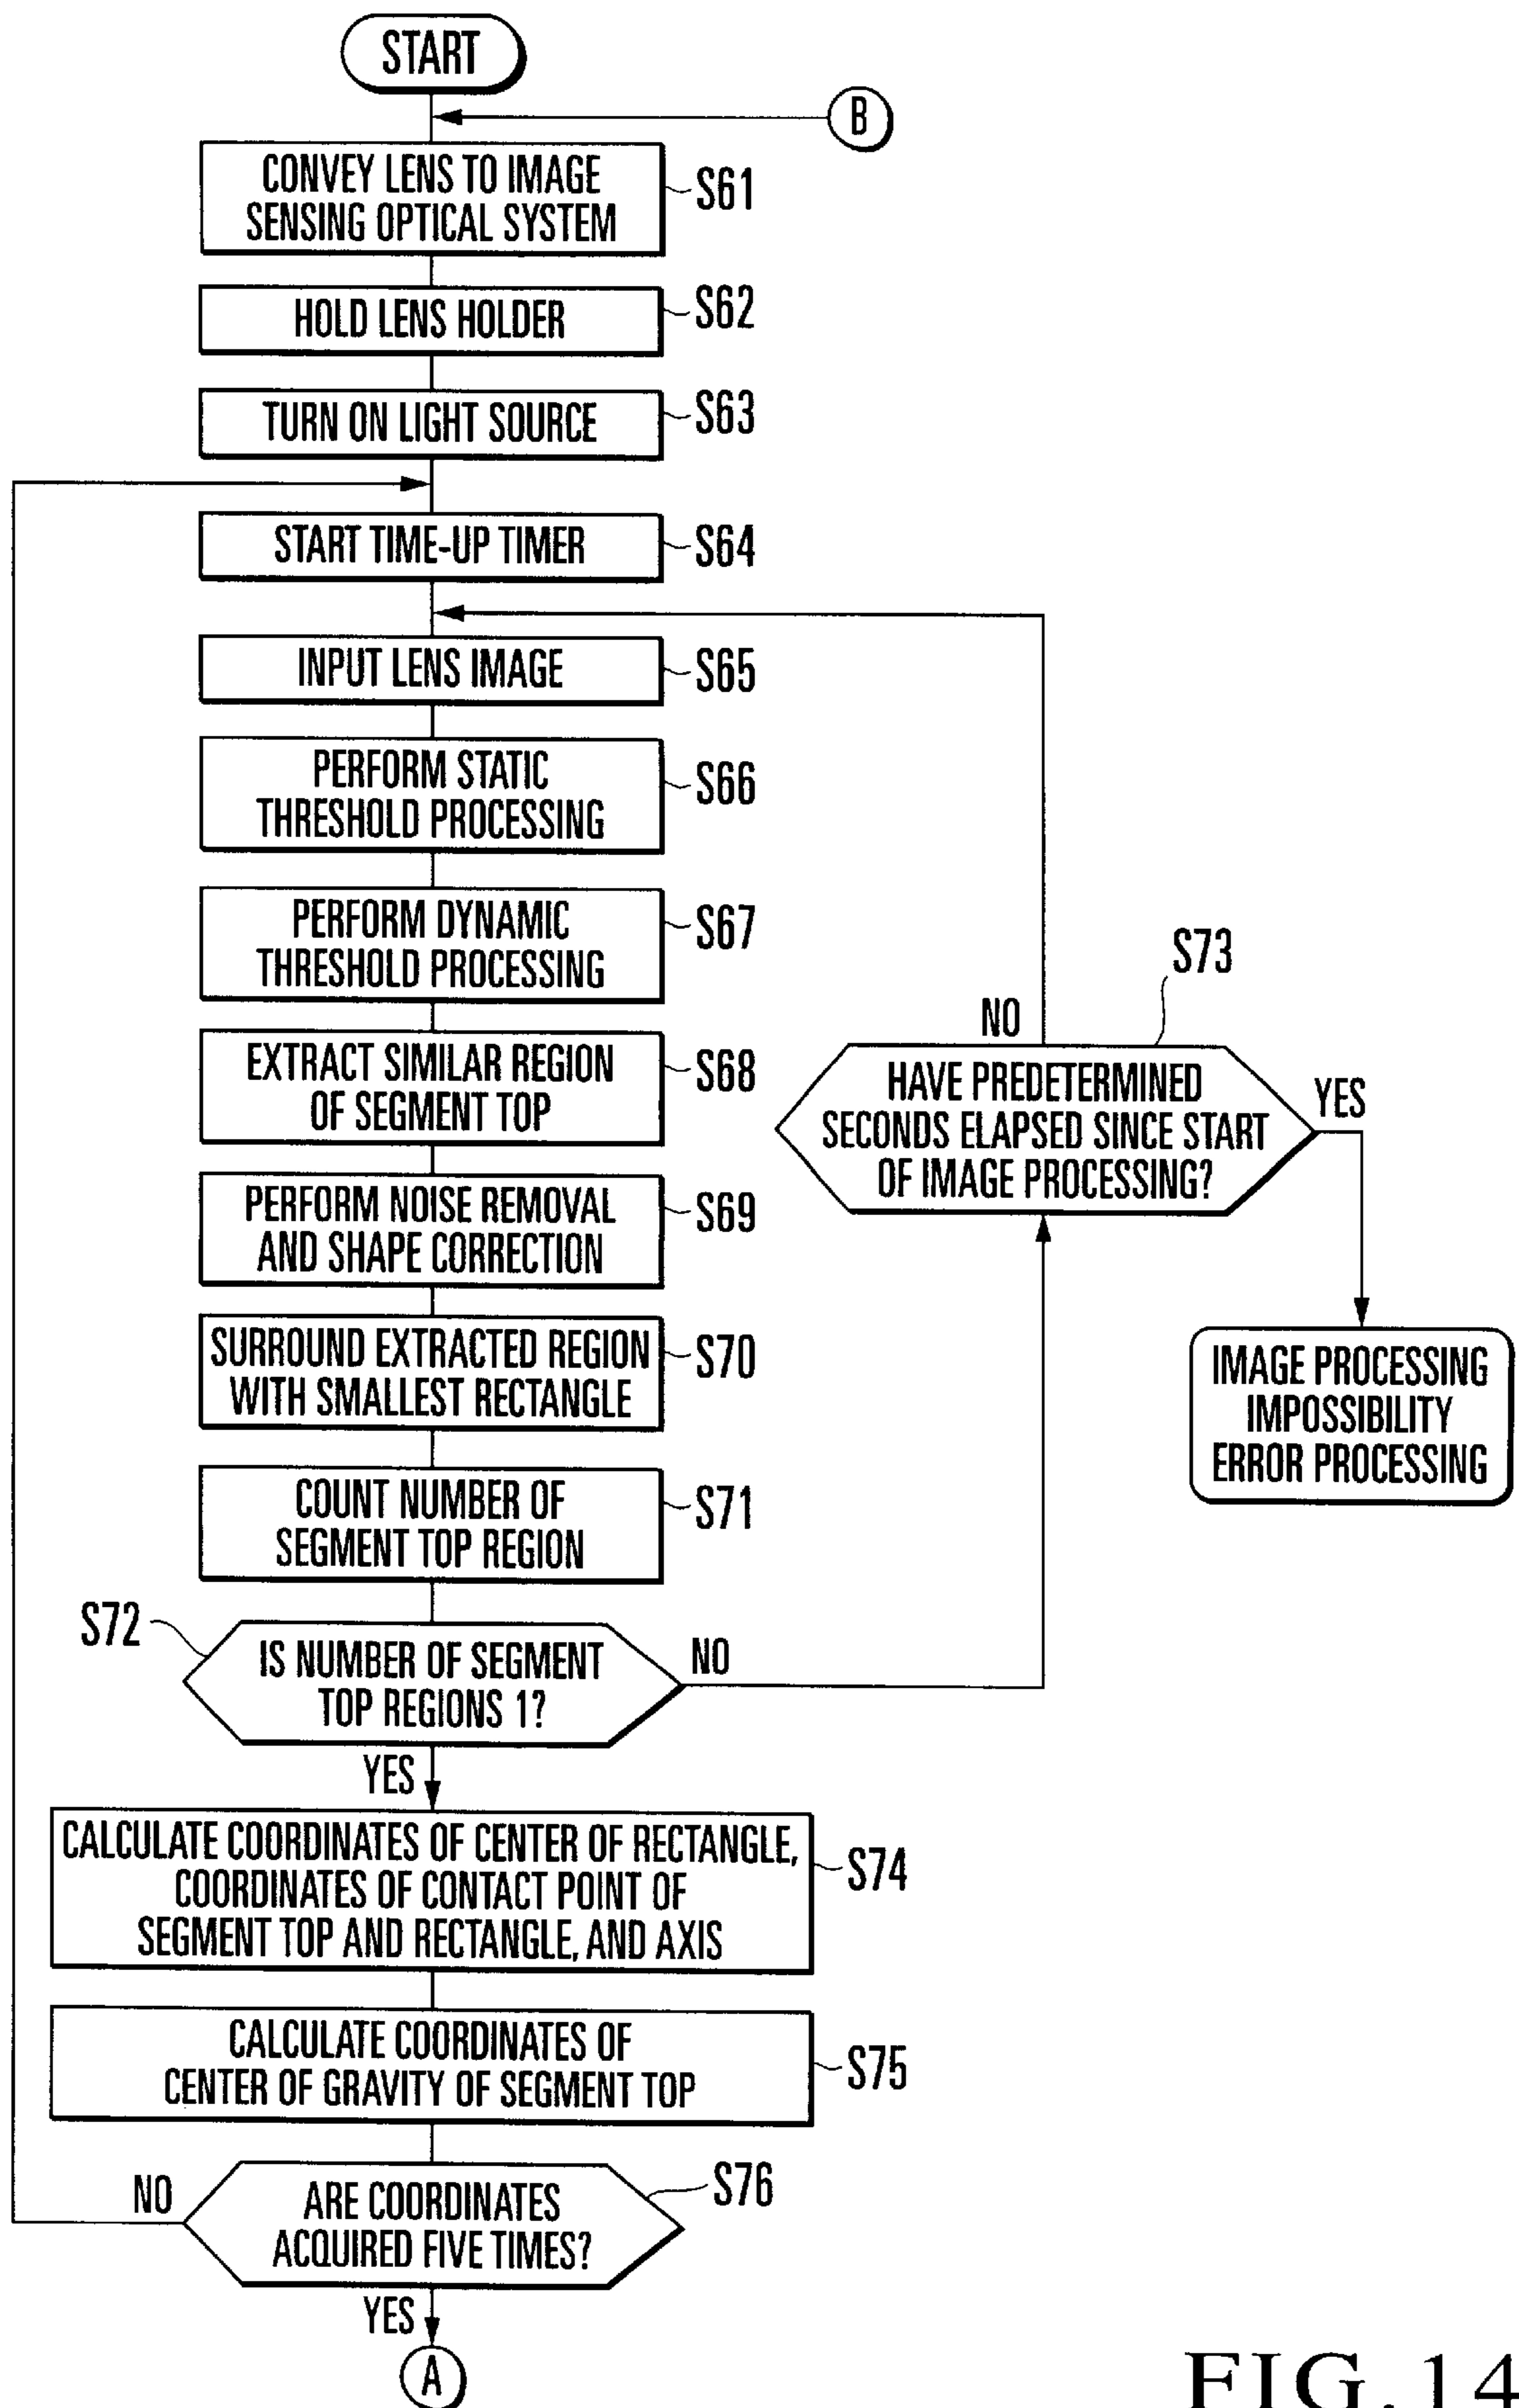 START
B
CONVEY LENS TO IMAGE
SENSING OPTICAL SYSTEM
S61
HOLD LENS HOLDER
S62
TURN ON LIGHT SOURCE
S63
START TIME-UP TIMER
S64
INPUT LENS IMAGE
S65
PERFORM STATIC
THRESHOLD PROCESSING
S66
PERFORM DYNAMIC
THRESHOLD PROCESSING
S67
EXTRACT SIMILAR REGION
OF SEGMENT TOP
S68
PERFORM NOISE REMOVAL
AND SHAPE CORRECTION
S69
SURROUND EXTRACTED REGION
WITH SMALLEST RECTANGLE
S70
COUNT NUMBER OF
SEGMENT TOP REGION
S71
S72
IS NUMBER OF SEGMENT
TOP REGIONS 1?
NO
YES
S73
NO
HAVE PREDETERMINED
SECONDS ELAPSED SINCE START
OF IMAGE PROCESSING?
YES
IMAGE PROCESSING
IMPOSSIBILITY
ERROR PROCESSING
CALCULATE COORDINATES OF CENTER OF RECTANGLE,
COORDINATES OF CONTACT POINT OF
SEGMENT TOP AND RECTANGLE, AND AXIS
S74
CALCULATE COORDINATES OF
CENTER OF GRAVITY OF SEGMENT TOP
S75
NO
ARE COORDINATES
ACQUIRED FIVE TIMES?
S76
YES
A
FIG.14